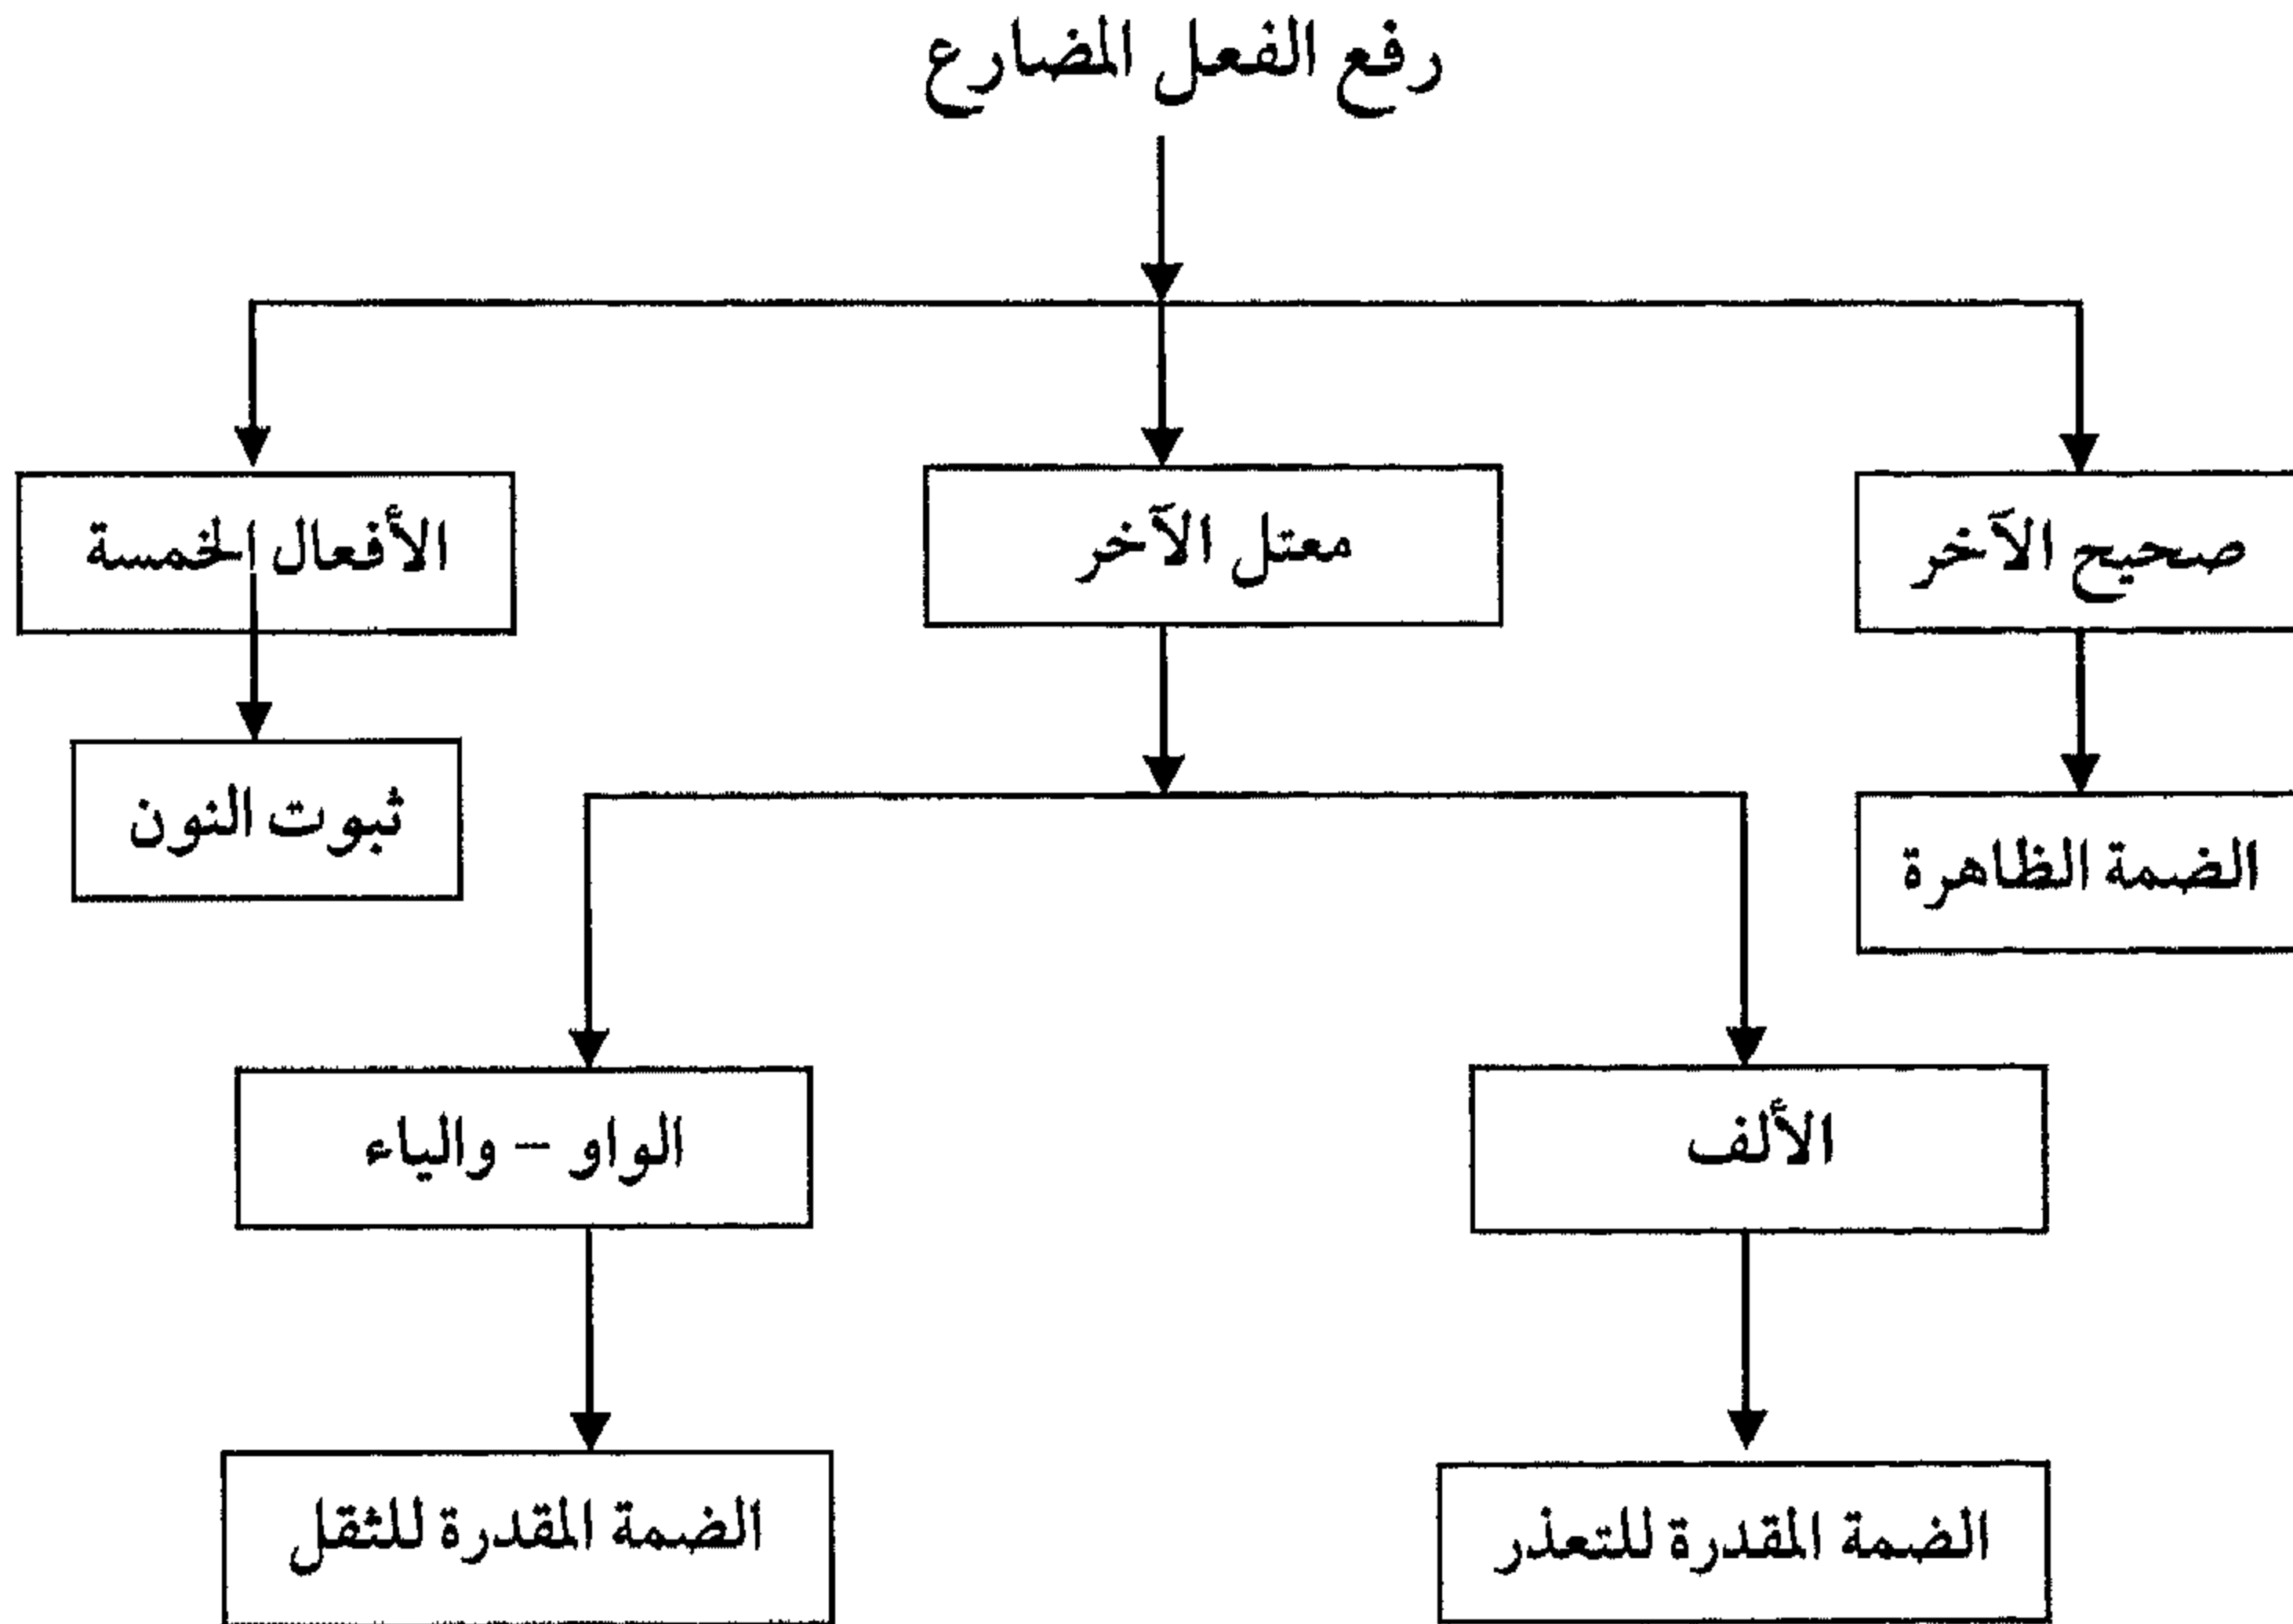 رفع الفعل المضارع
صحيح الآخر
معتل الآخر
الأفعال الخمسة
الضمة الظاهرة
ثبوت النون
الألف
الواو – والياء
الضمة المقدرة للتعذر
الضمة المقدرة للثقل